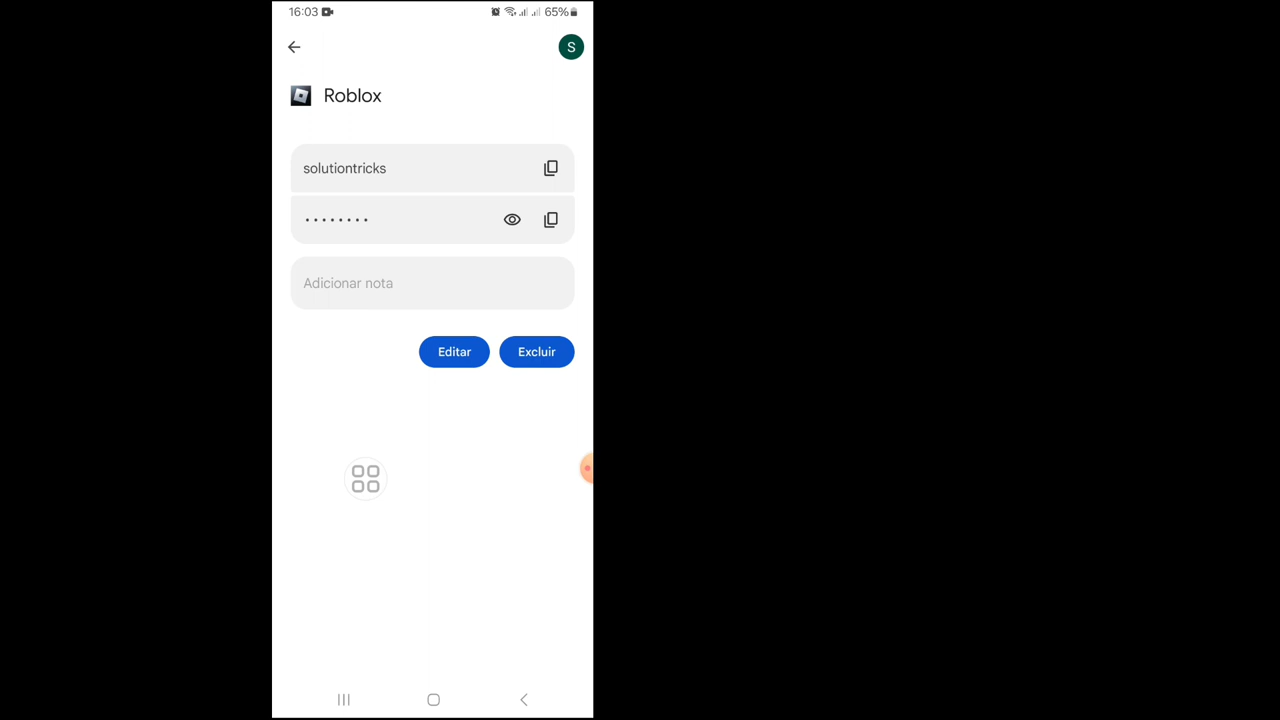 16:03 65%
S
Roblox
solutiontricks
••••••••
Adicionar nota
Editar Excluir